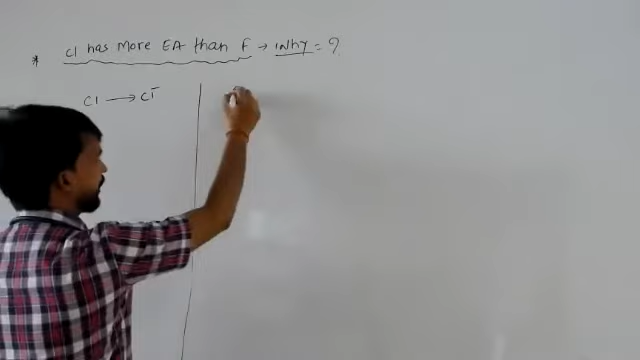 * Cl has more EA than F → Why = ?
Cl → Cl⁻